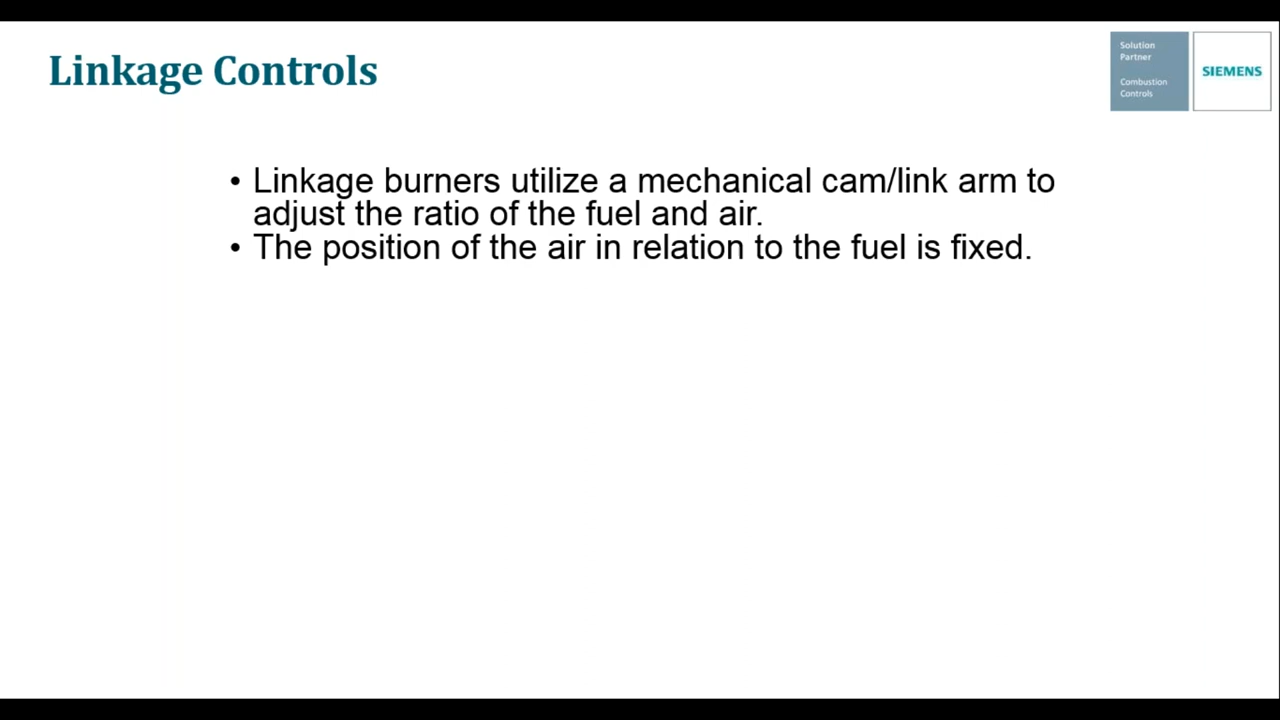 Linkage Controls
Solution
Partner
Combustion
Controls
SIEMENS
• Linkage burners utilize a mechanical cam/link arm to
adjust the ratio of the fuel and air.
• The position of the air in relation to the fuel is fixed.